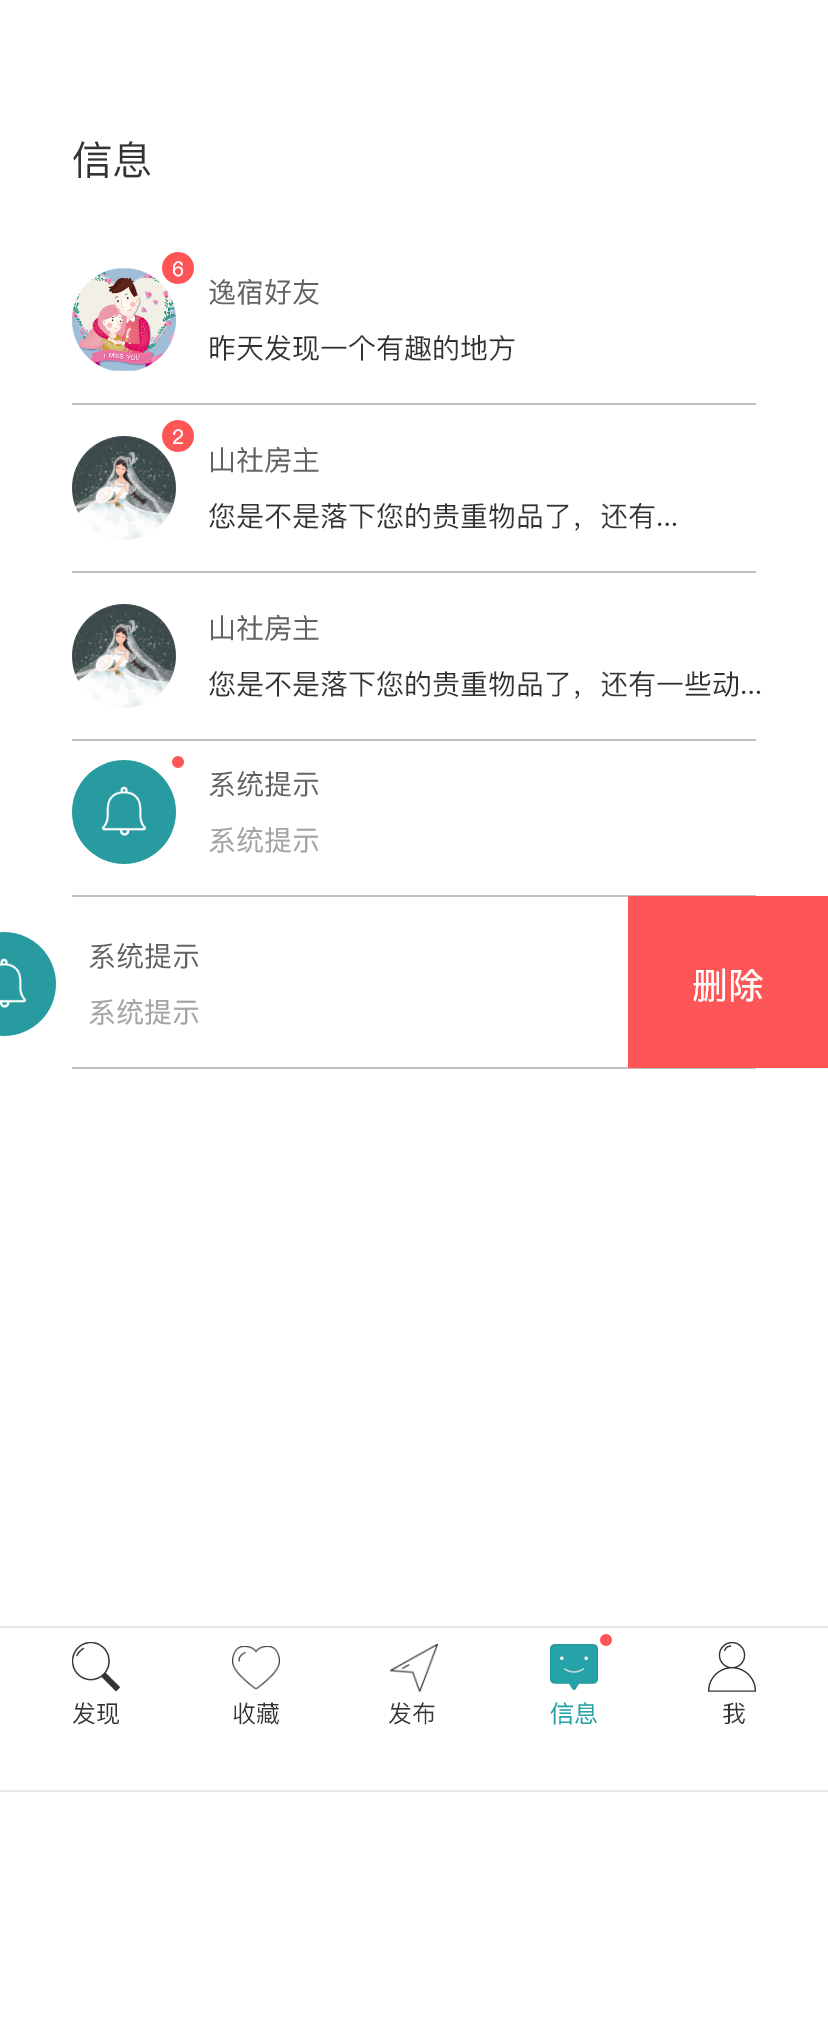 信息
6
逸宿好友
昨天发现一个有趣的地方
I MISS YOU
2
山社房主
您是不是落下您的贵重物品了，还有...
山社房主
您是不是落下您的贵重物品了，还有一些动...
系统提示
系统提示
系统提示
系统提示
删除
发现
收藏
发布
信息
我